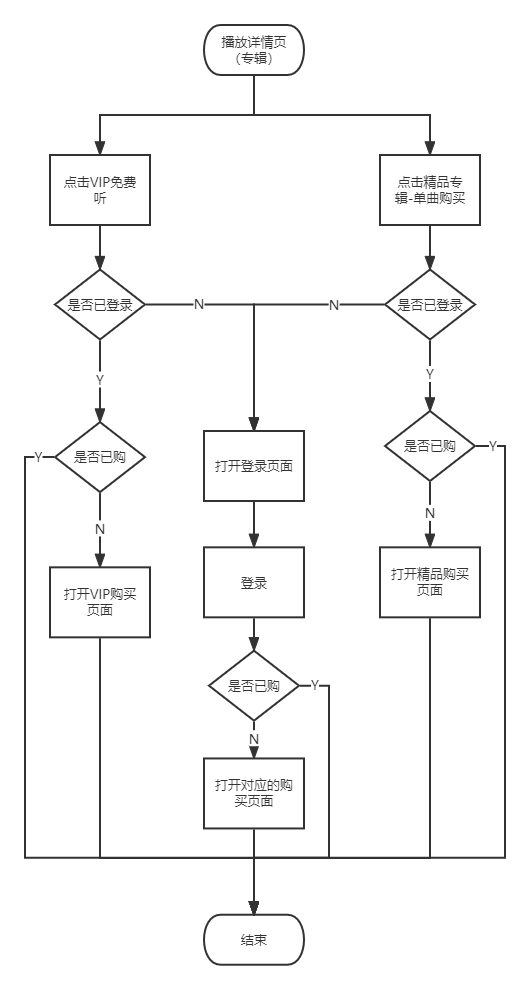 播放详情页
（专辑）
点击VIP免费
听
点击精品专
辑-单曲购买
是否已登录
N
N
是否已登录
Y
Y
是否已购
Y
是否已购
Y
打开登录页面
N
N
打开VIP购买
页面
登录
打开精品购买
页面
是否已购
Y
N
打开对应的购
买页面
结束